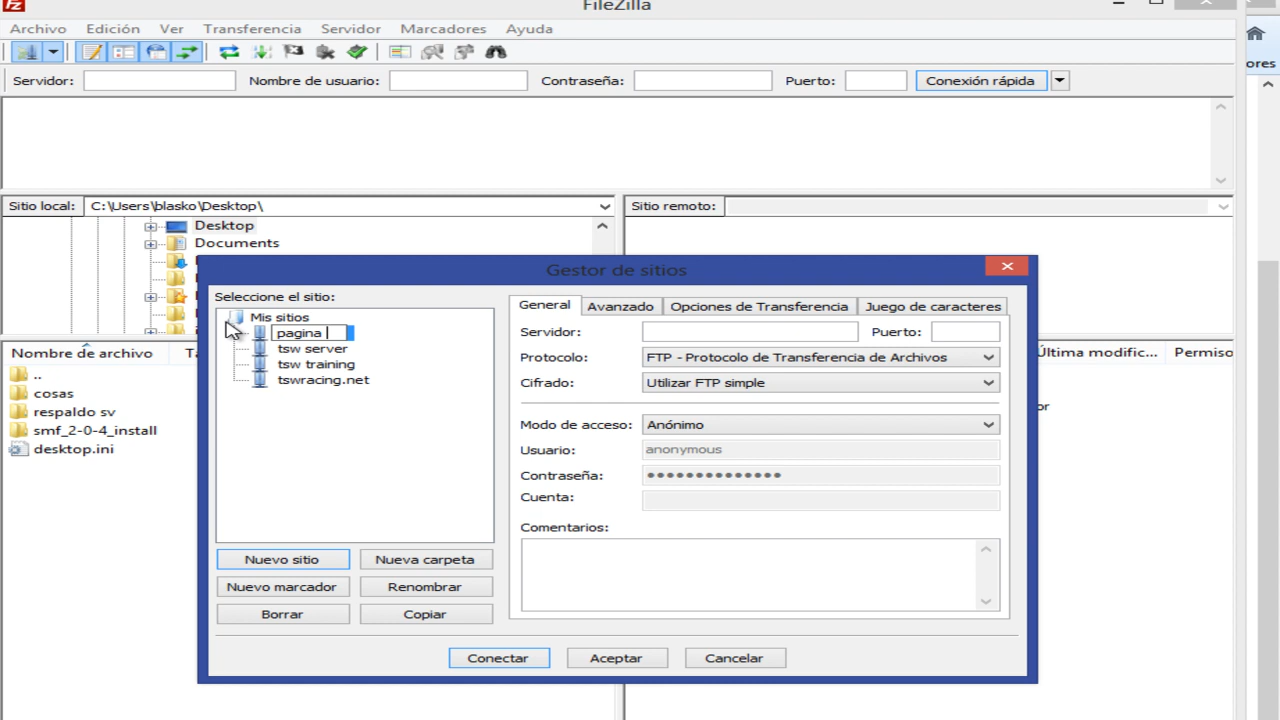 FileZilla
Archivo Edición Ver Transferencia Servidor Marcadores Ayuda
Servidor: Nombre de usuario: Contraseña: Puerto: Conexión rápida
ores
Sitio local: C:\Users\blasko\Desktop\ Sitio remoto:
Desktop
Documents
Gestor de sitios
Seleccione el sitio:
Mis sitios
pagina
tsw server
tsw training
tswracing.net
Nuevo sitio Nueva carpeta
Nuevo marcador Renombrar
Borrar Copiar
General Avanzado Opciones de Transferencia Juego de caracteres
Servidor: Puerto:
Protocolo: FTP - Protocolo de Transferencia de Archivos
Cifrado: Utilizar FTP simple
Modo de acceso: Anónimo
Usuario: anonymous
Contraseña: ••••••••••••••
Cuenta:
Comentarios:
Conectar Aceptar Cancelar
Nombre de archivo Ta
..
cosas
respaldo sv
smf_2-0-4_install
desktop.ini
Última modific... Permiso
or